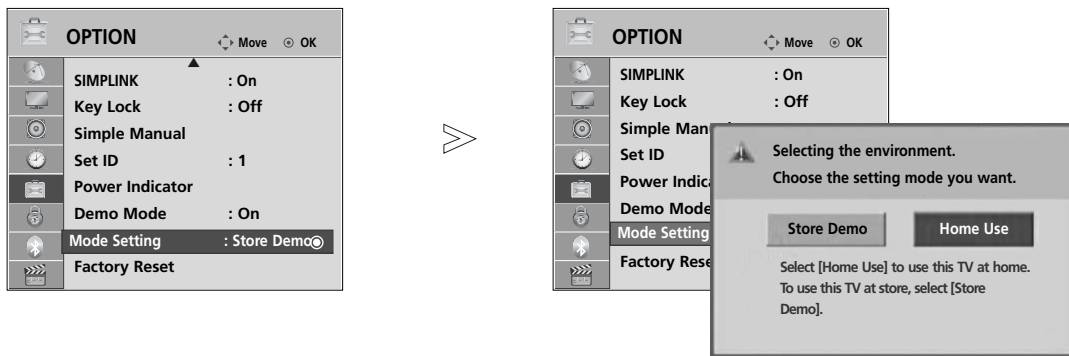 OPTION
Move OK
SIMPLINK : On
Key Lock : Off
Simple Manual
Set ID : 1
Power Indicator
Demo Mode : On
Mode Setting : Store Demo
Factory Reset
OPTION
Move OK
SIMPLINK : On
Key Lock : Off
Simple Man
Set ID
Power Indic
Demo Mode
Mode Setting
Factory Rese
Selecting the environment.
Choose the setting mode you want.
Store Demo
Home Use
Select [Home Use] to use this TV at home.
To use this TV at store, select [Store
Demo].